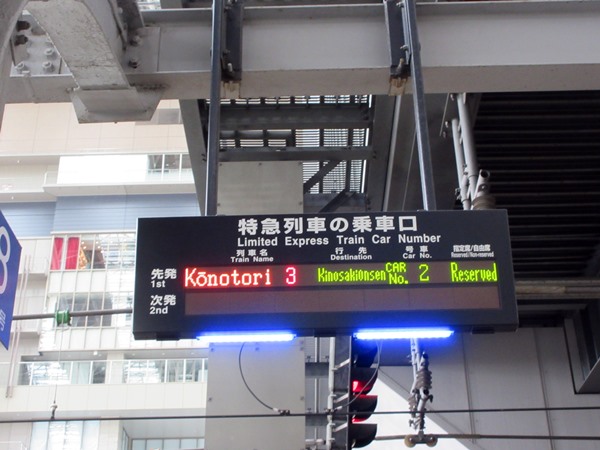 特急列車の乗車口
Limited Express Train Car Number
列車名 行先 号車 指定席/自由席
Train Name Destination Car No. Reserved/Non-reserved
先発 Kōnotori 3 KinosakiOnsen CAR No. 2 Reserved
1st
次発
2nd
8